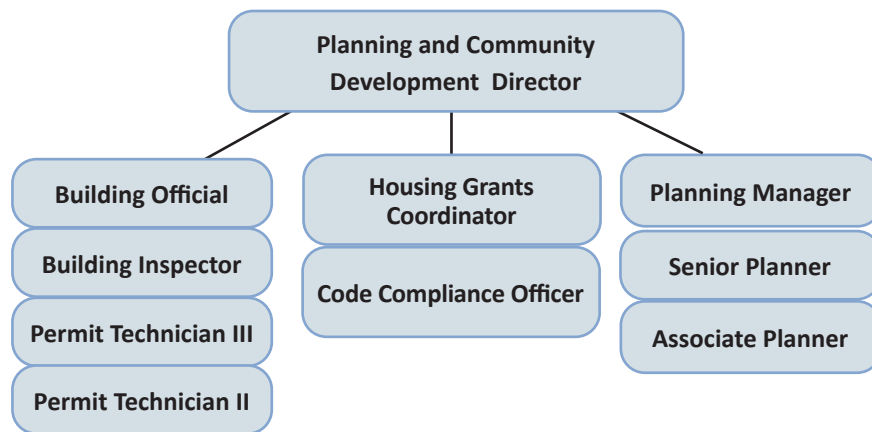 Planning and Community
Development Director
Building Official
Building Inspector
Permit Technician III
Permit Technician II
Housing Grants
Coordinator
Code Compliance Officer
Planning Manager
Senior Planner
Associate Planner